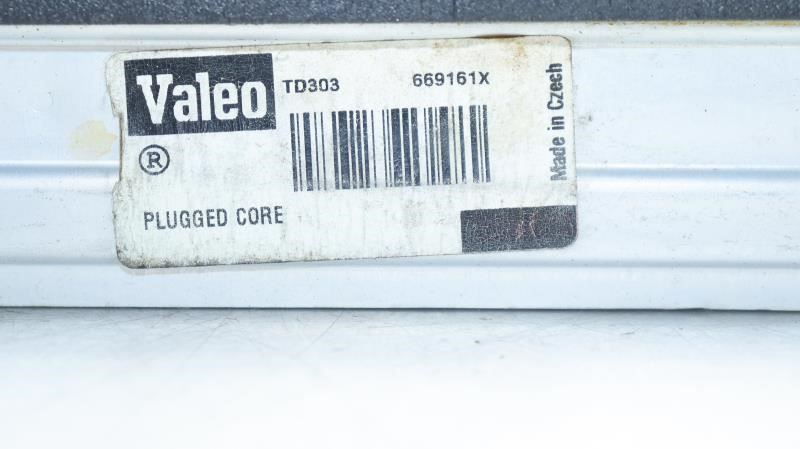 Valeo
TD303 669161X
®
PLUGGED CORE
Made in Czech